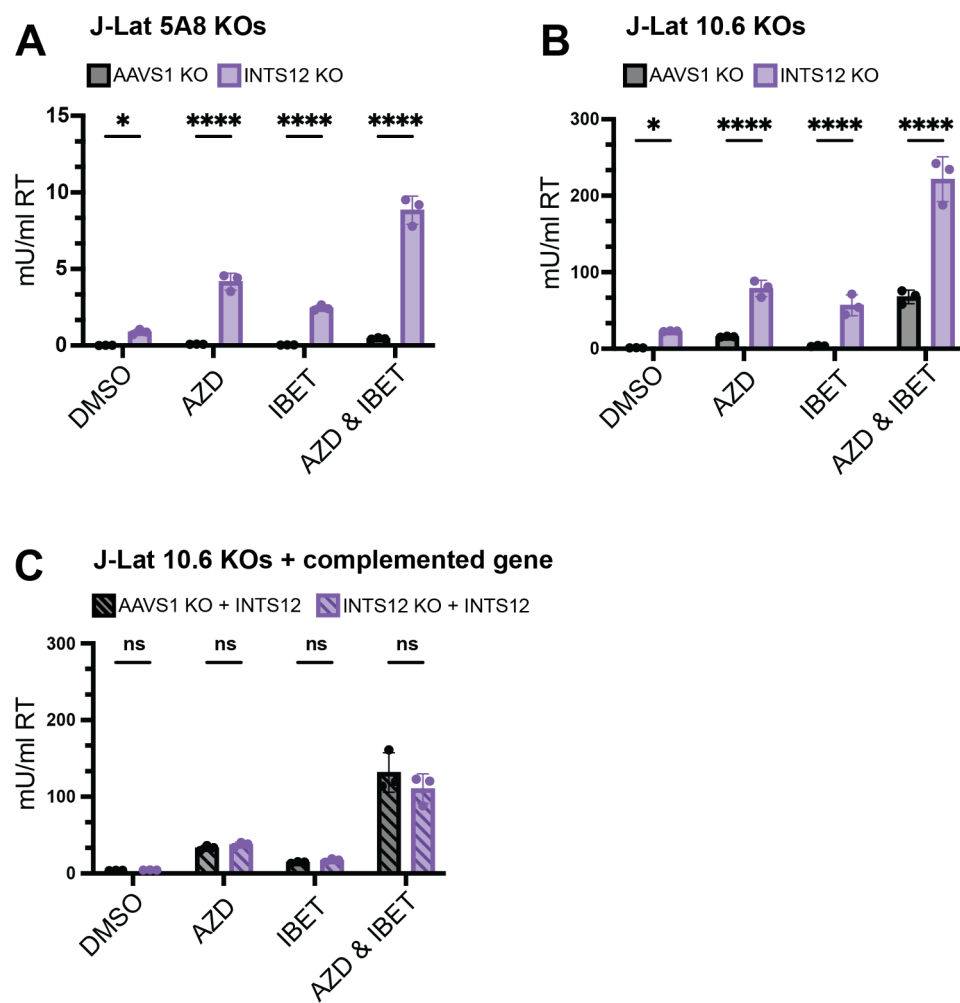 A J-Lat 5A8 KOs
AAVS1 KO INTS12 KO
* **** **** ****
15
10
5
0
mU/ml RT
DMSO AZD IBET AZD & IBET
B J-Lat 10.6 KOs
AAVS1 KO INTS12 KO
* **** **** ****
300
200
100
0
mU/ml RT
DMSO AZD IBET AZD & IBET
C J-Lat 10.6 KOs + complemented gene
AAVS1 KO + INTS12 INTS12 KO + INTS12
ns ns ns ns
300
200
100
0
mU/ml RT
DMSO AZD IBET AZD & IBET